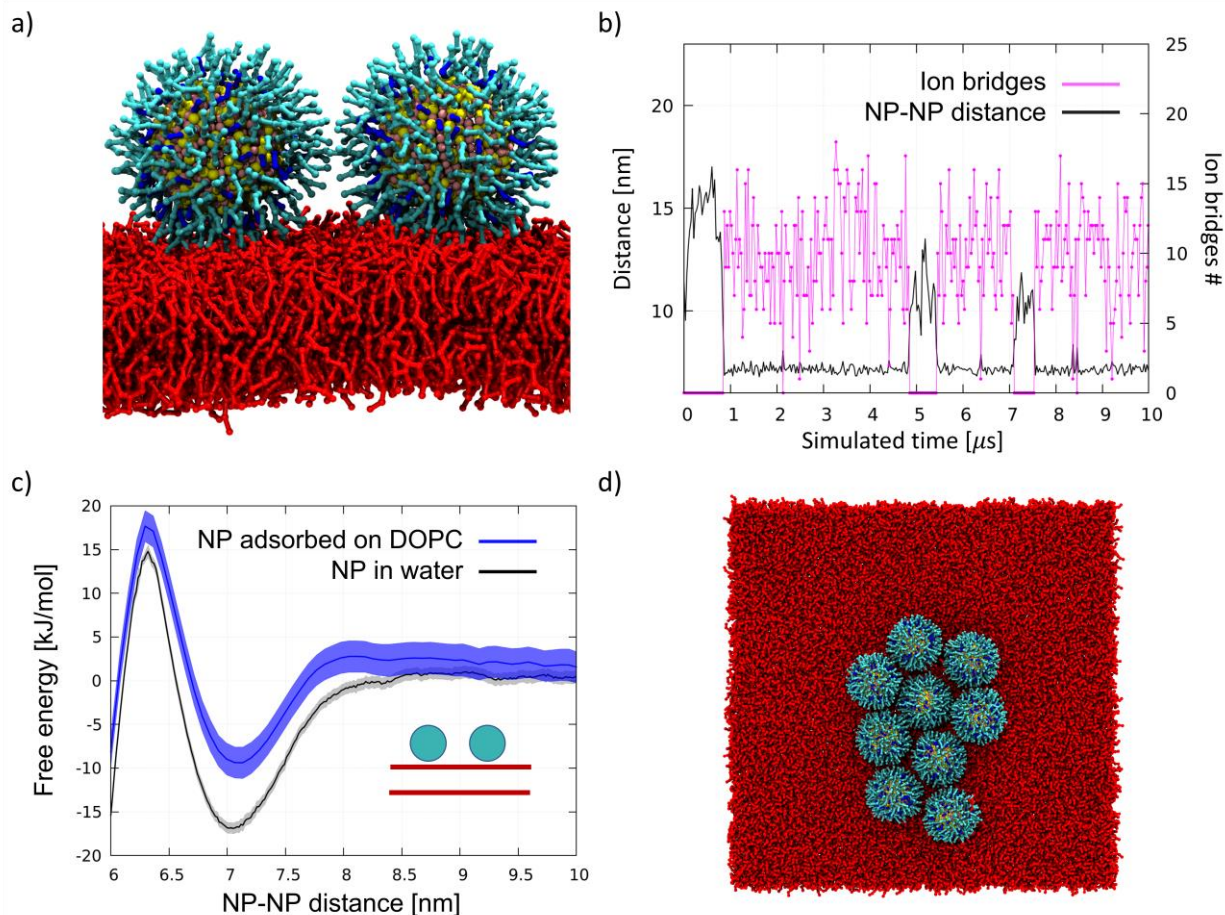 a)
b)
Ion bridges
NP-NP distance
Distance [nm]
20
15
10
25
20
15
10
5
0
Ion bridges #
0 1 2 3 4 5 6 7 8 9 10
Simulated time [μs]
c)
NP adsorbed on DOPC
NP in water
Free energy [kJ/mol]
20
15
10
5
0
-5
-10
-15
-20
6 6.5 7 7.5 8 8.5 9 9.5 10
NP-NP distance [nm]
d)